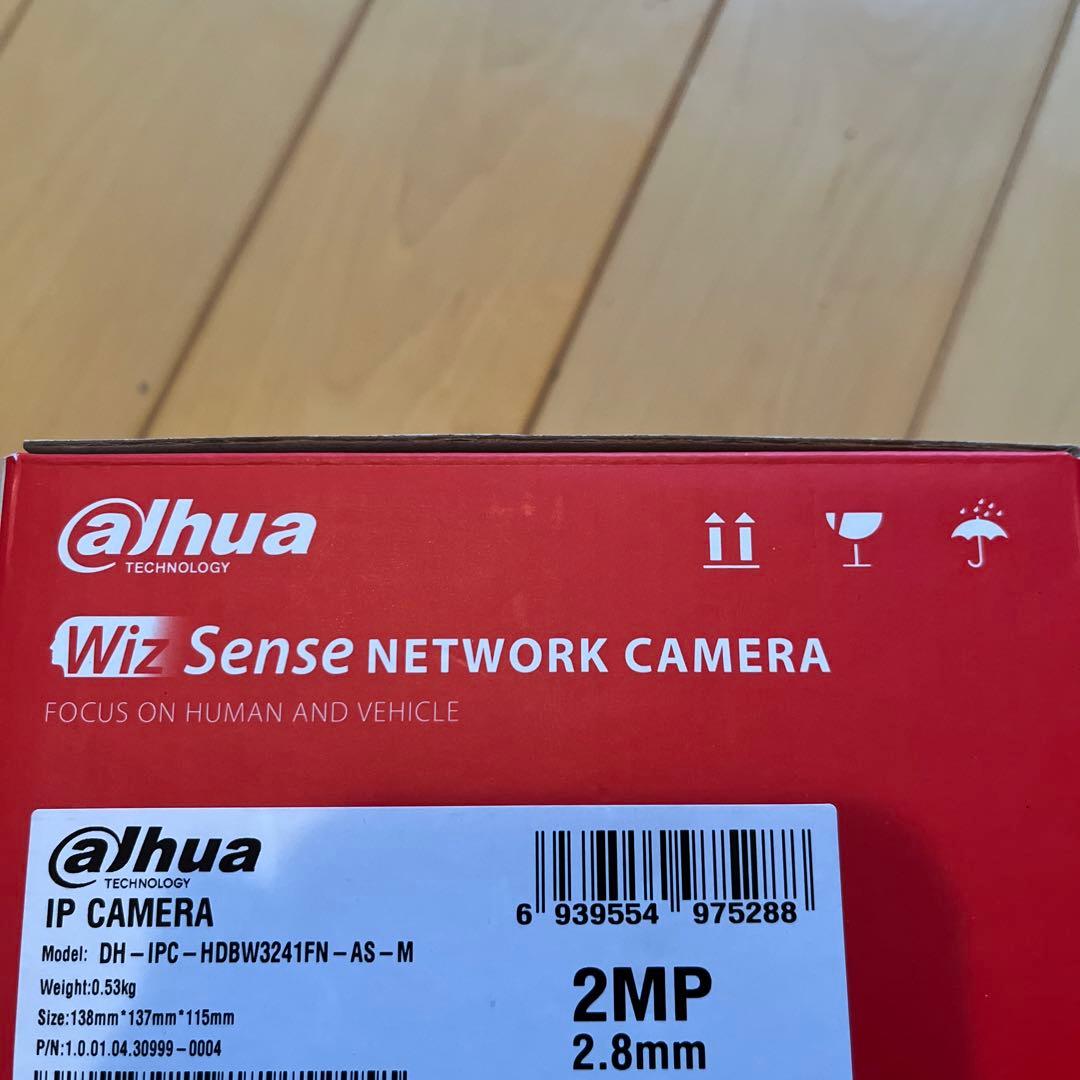 alhua
TECHNOLOGY
Wiz Sense NETWORK CAMERA
FOCUS ON HUMAN AND VEHICLE
alhua
TECHNOLOGY
IP CAMERA
Model: DH-IPC-HDBW3241FN-AS-M
Weight:0.53kg
Size:138mm*137mm*115mm
P/N:1.0.01.04.30999-0004
6 939554 975288
2MP
2.8mm